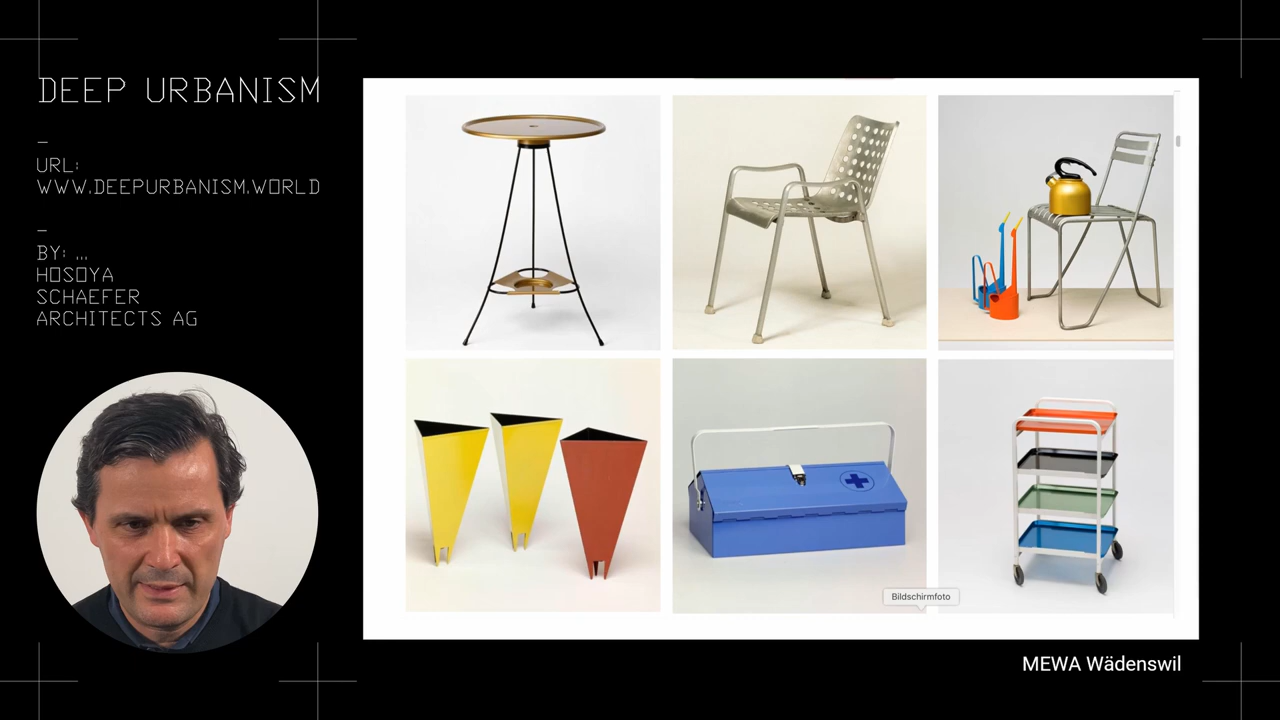 DEEP URBANISM
–
URL:
WWW.DEEPURBANISM.WORLD
–
BY: ...
HOSOYA
SCHAEFER
ARCHITECTS AG
Bildschirmfoto
MEWA Wädenswil